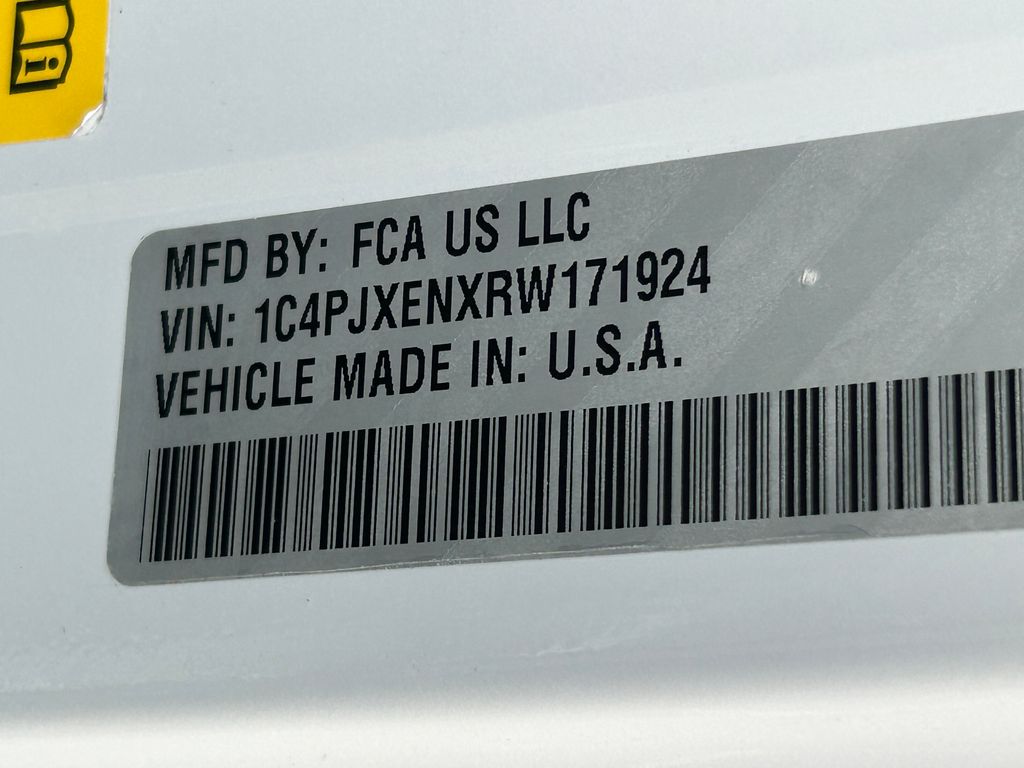 MFD BY: FCA US LLC
VIN: 1C4PJXENXRW171924
VEHICLE MADE IN: U.S.A.